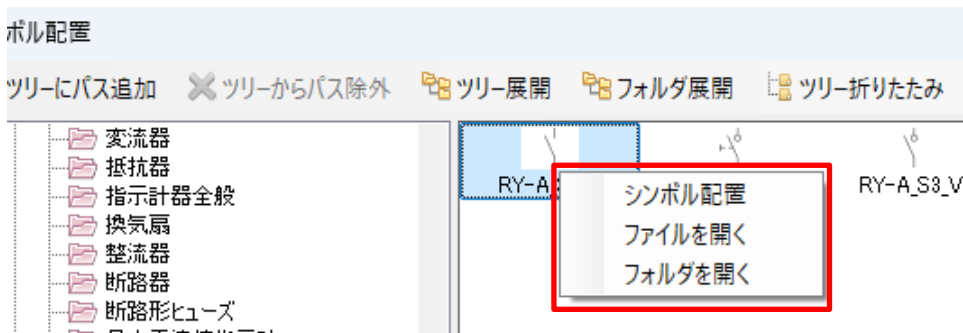 ボル配置
ツリーにパス追加 ツリーからパス除外 ツリー展開 フォルダ展開 ツリー折りたたみ
変流器
抵抗器
指示計器全般
換気扇
整流器
断路器
断路形ヒューズ
RY-A
RY-A_S3_V
シンボル配置
ファイルを開く
フォルダを開く